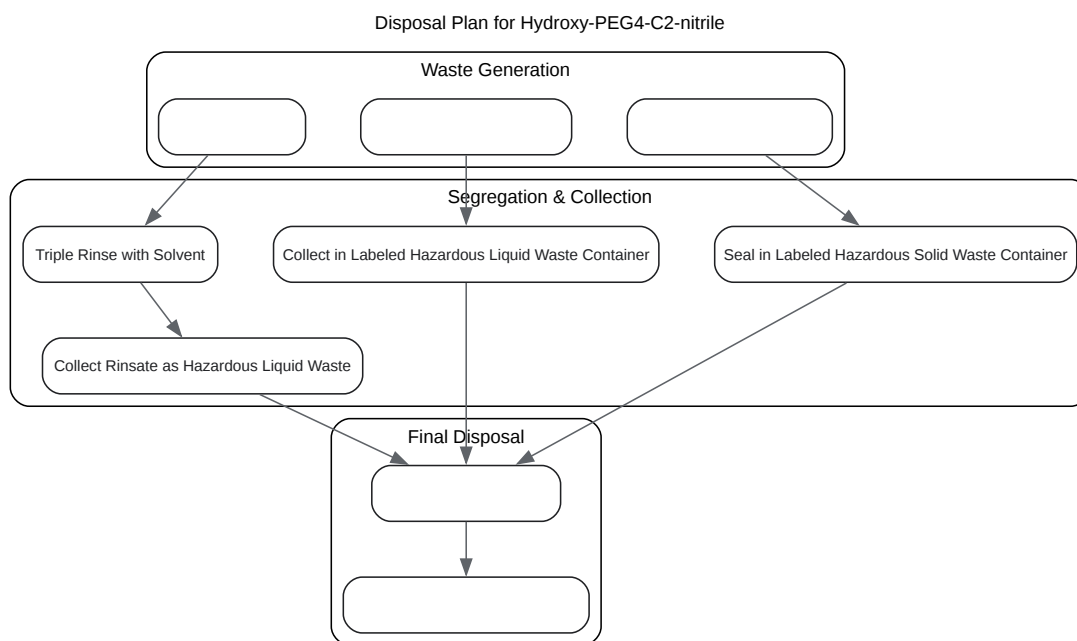 Disposal Plan for Hydroxy-PEG4-C2-nitrile
Waste Generation
Segregation & Collection
Triple Rinse with Solvent
Collect in Labeled Hazardous Liquid Waste Container
Seal in Labeled Hazardous Solid Waste Container
Collect Rinsate as Hazardous Liquid Waste
Final Disposal